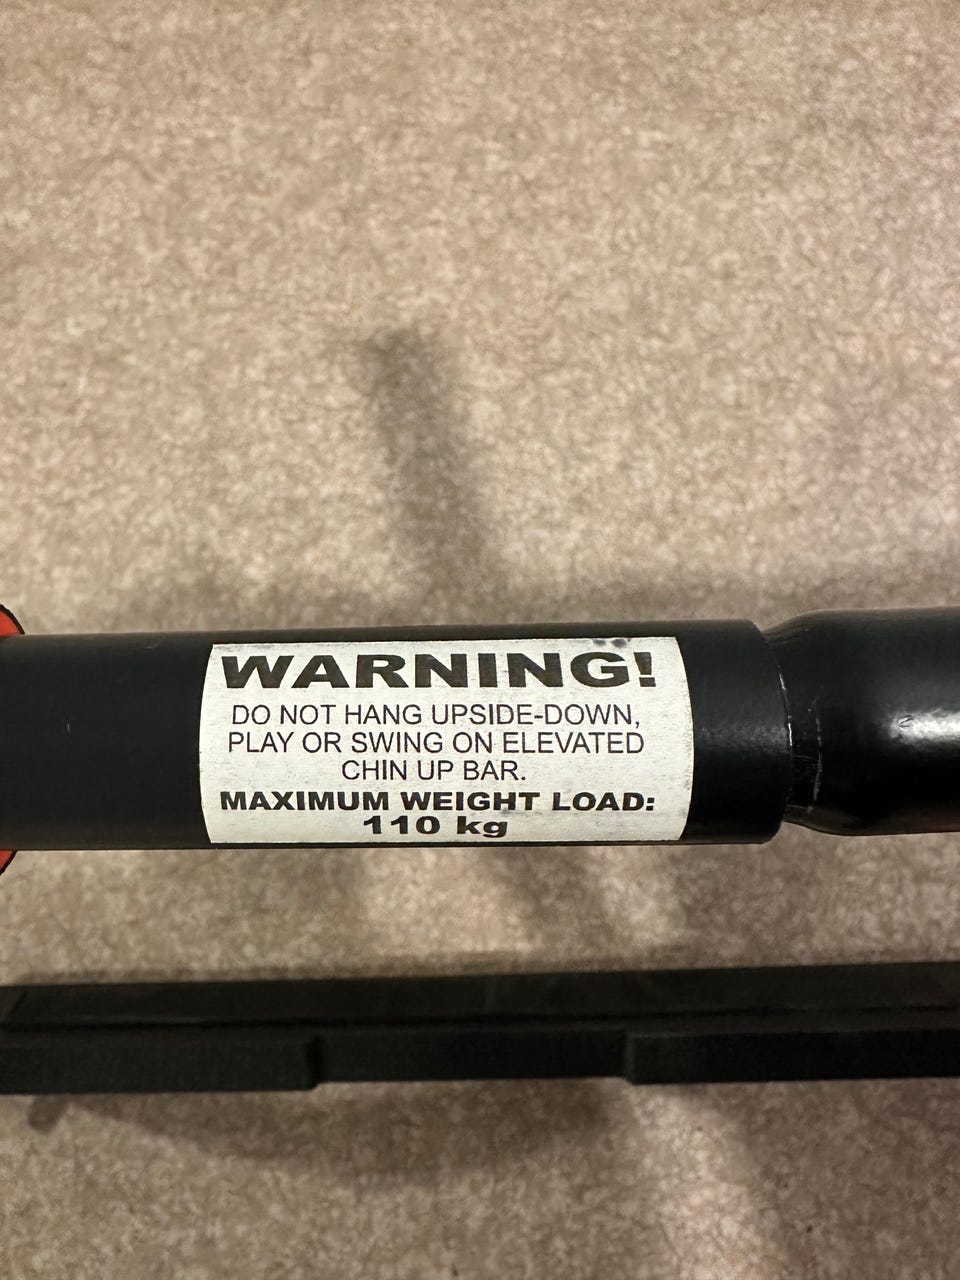 WARNING!
DO NOT HANG UPSIDE-DOWN,
PLAY OR SWING ON ELEVATED
CHIN UP BAR.
MAXIMUM WEIGHT LOAD:
110 kg